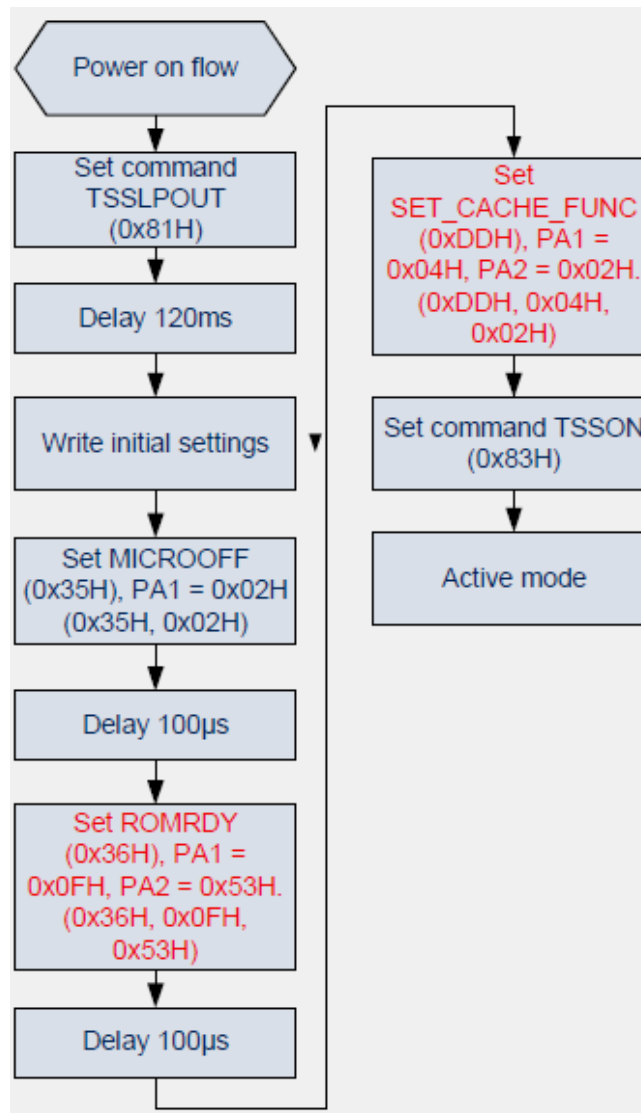 Power on flow
Set command
TSSLPOUT
(0x81H)
Delay 120ms
Write initial settings
Set MICROOFF
(0x35H), PA1 = 0x02H
(0x35H, 0x02H)
Delay 100µs
Set ROMRDY
(0x36H), PA1 =
0x0FH, PA2 = 0x53H.
(0x36H, 0x0FH,
0x53H)
Delay 100µs
Set
SET_CACHE_FUNC
(0xDDH), PA1 =
0x04H, PA2 = 0x02H.
(0xDDH, 0x04H,
0x02H)
Set command TSSON
(0x83H)
Active mode